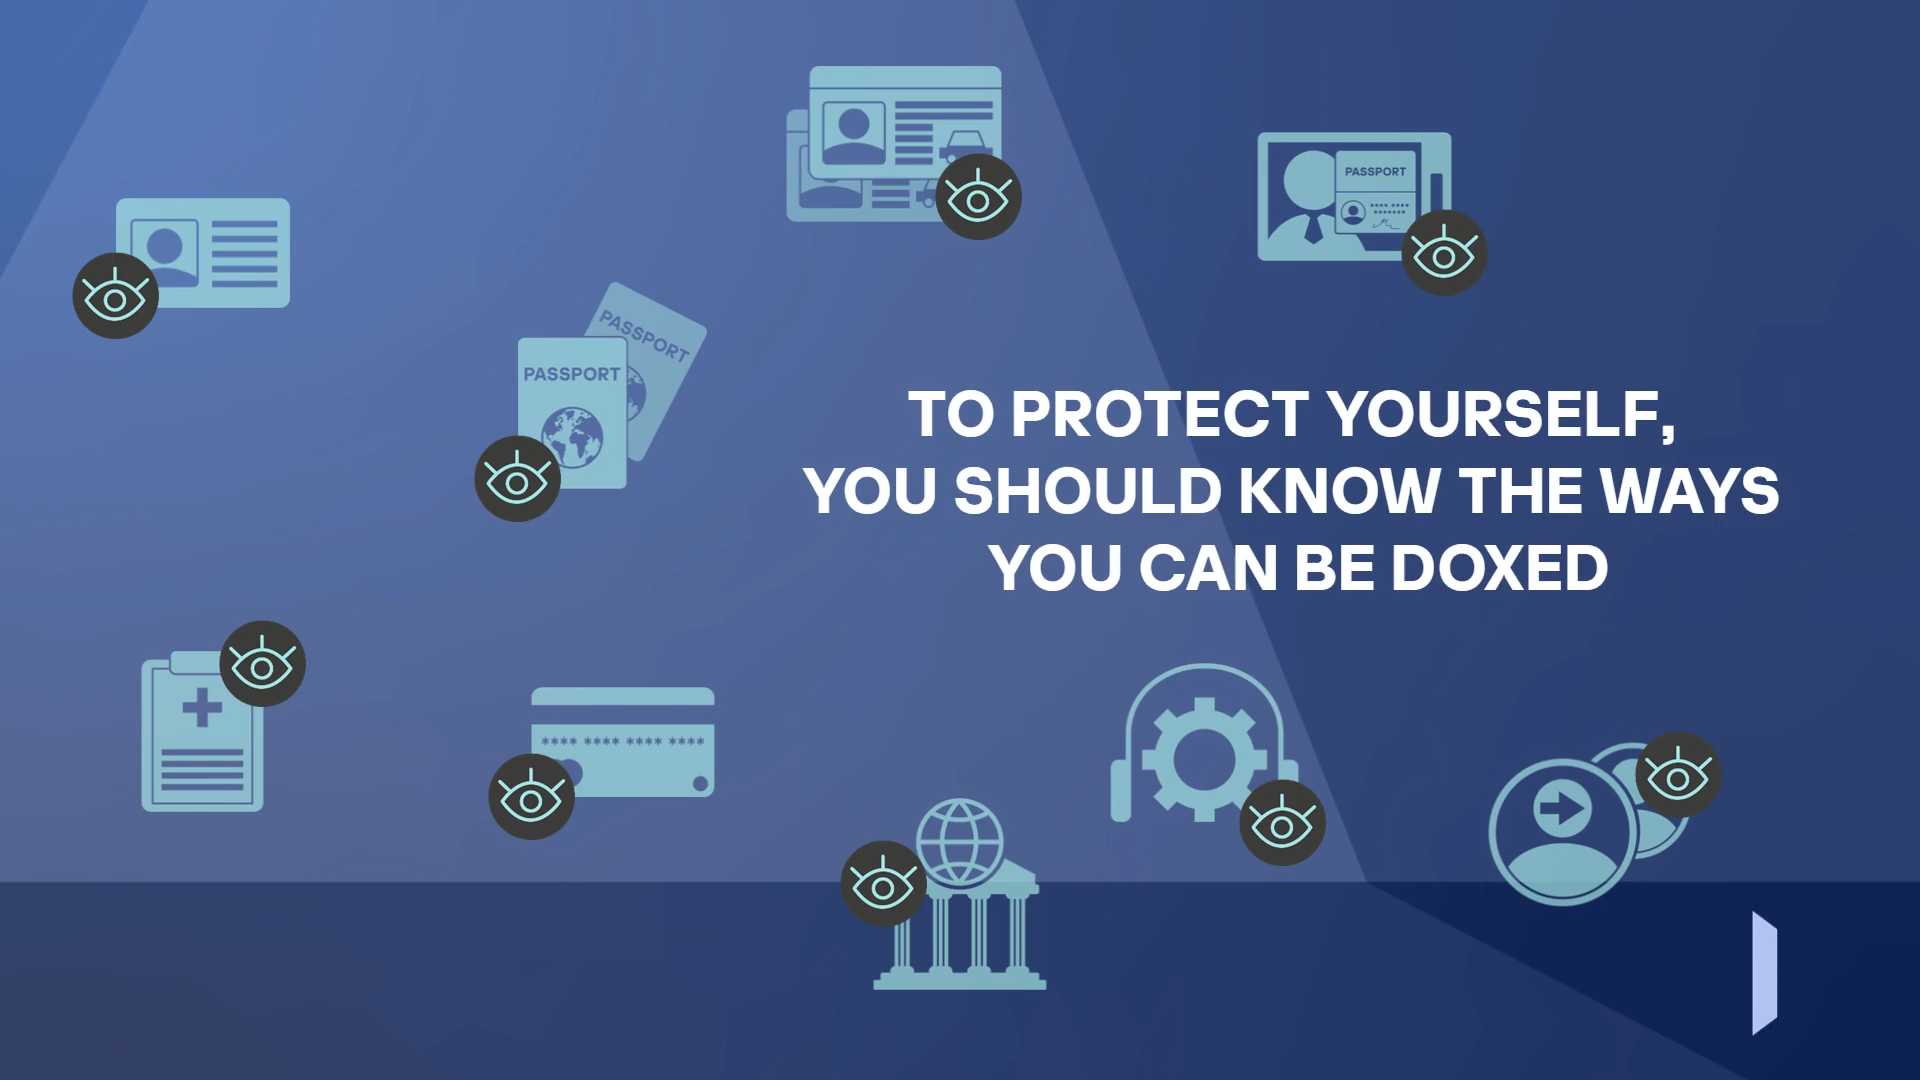 PASSPORT
PASSPORT
PASSPORT
TO PROTECT YOURSELF,
YOU SHOULD KNOW THE WAYS
YOU CAN BE DOXED
**** **** **** ****